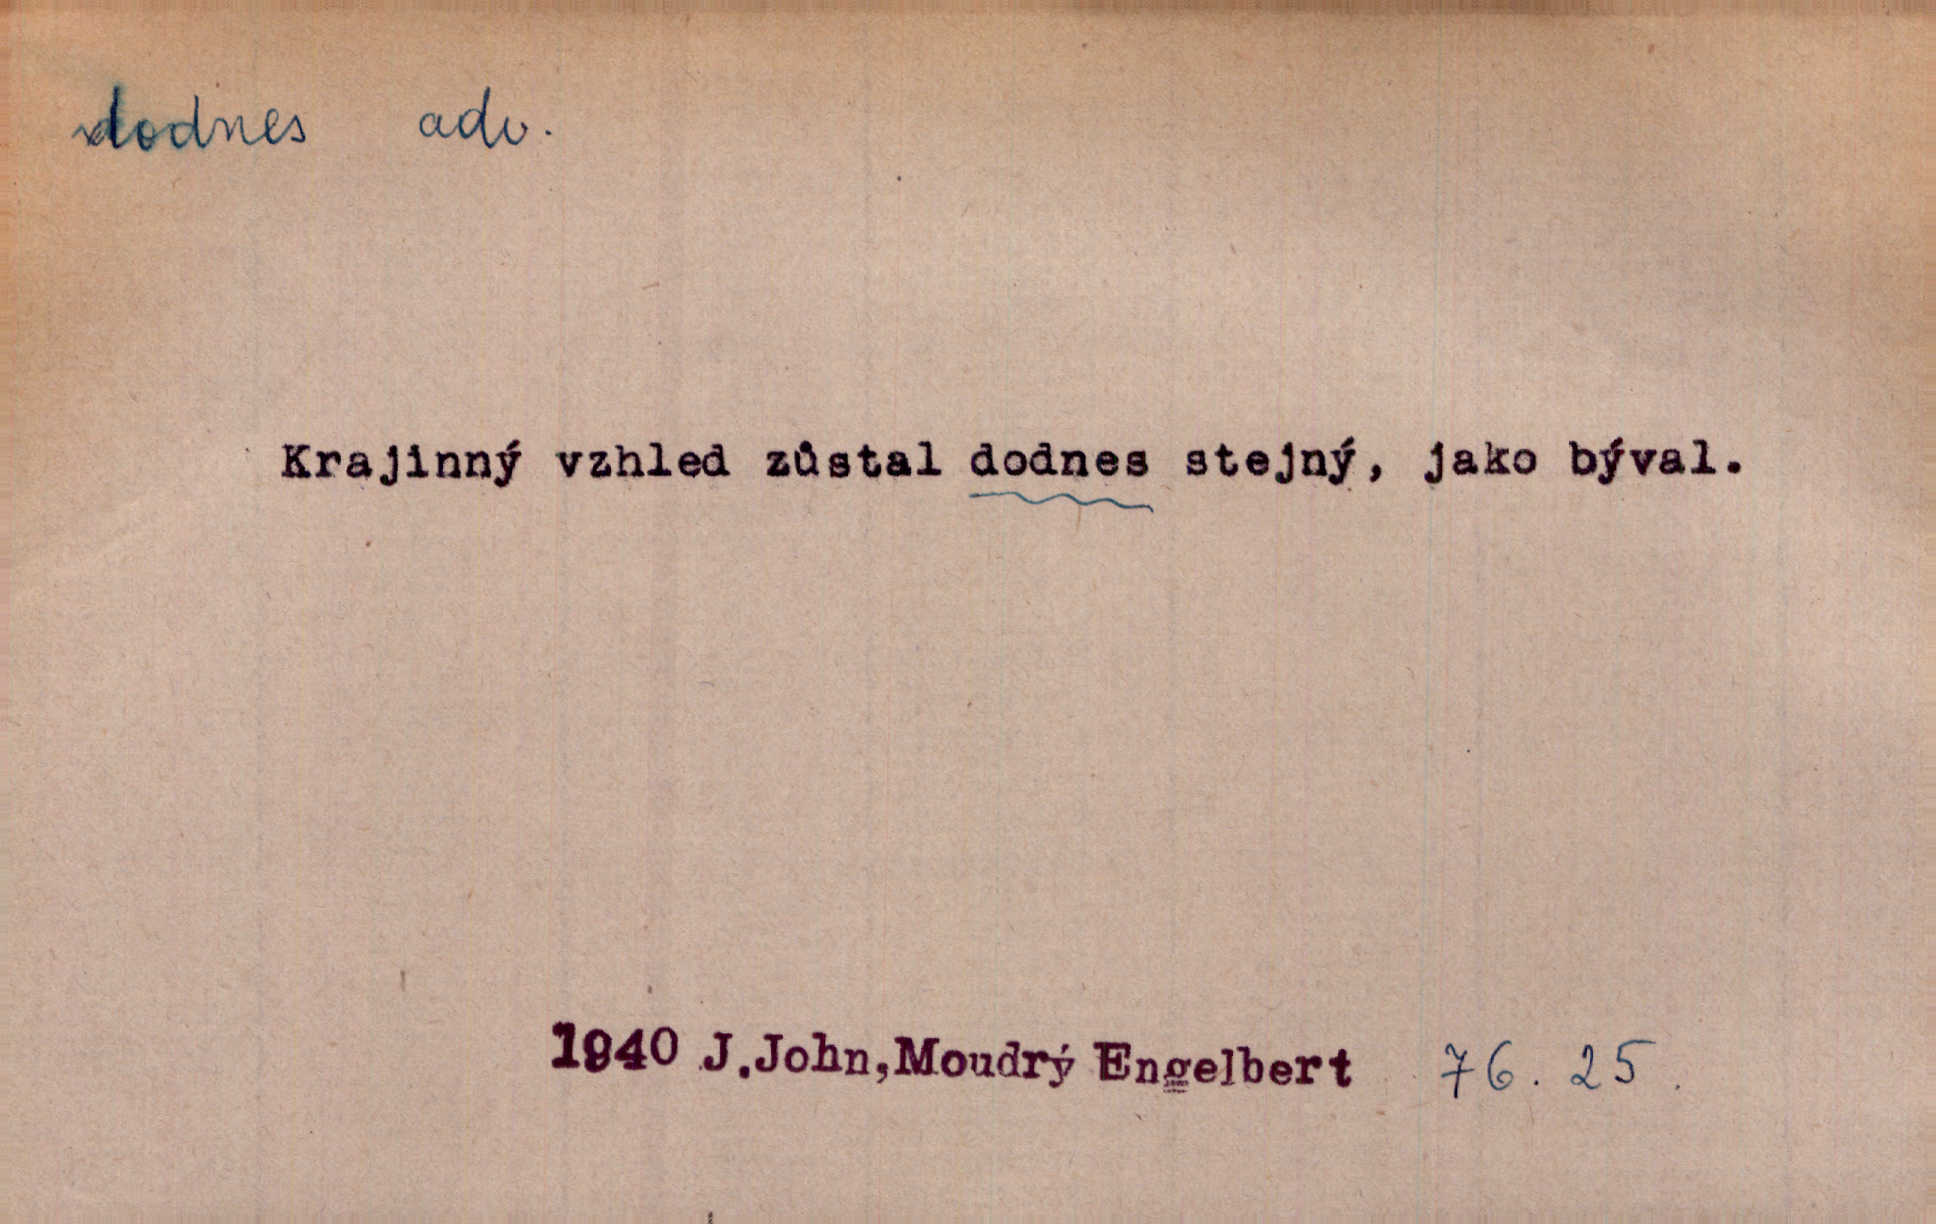 dodnes adv.
Krajinný vzhled zůstal dodnes stejný, jako býval.
1940 J.John,Moudrý Engelbert 76. 25.